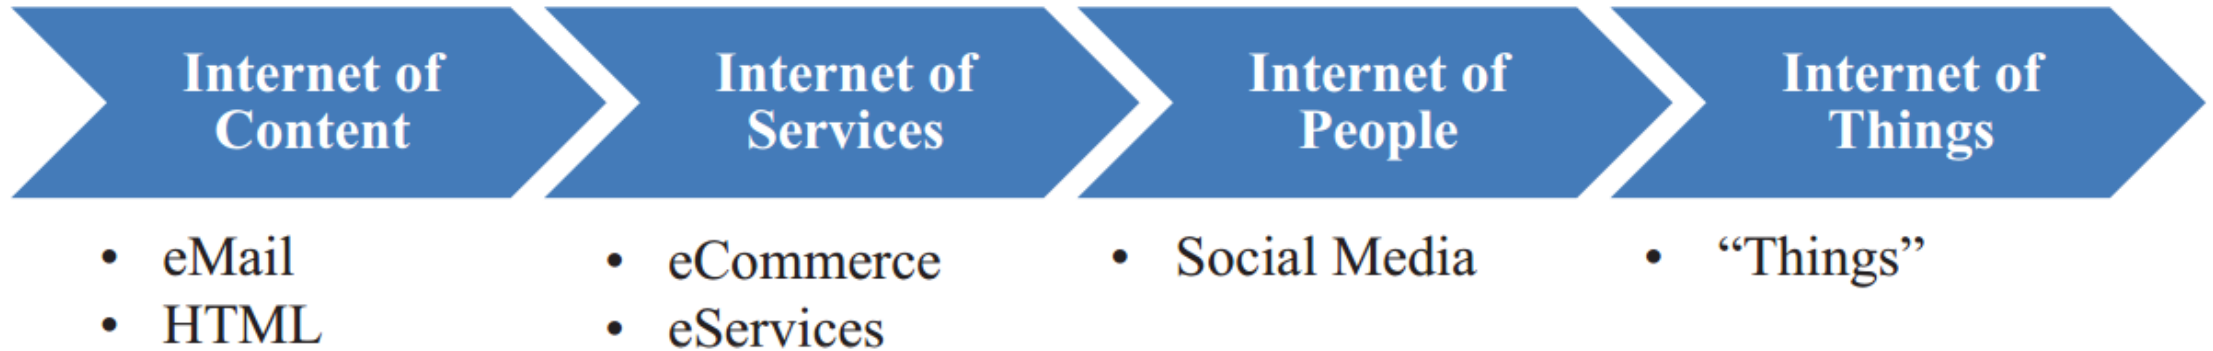 Internet of
Content
Internet of
Services
Internet of
People
Internet of
Things
• eMail
• HTML
• eCommerce
• eServices
• Social Media
• “Things”